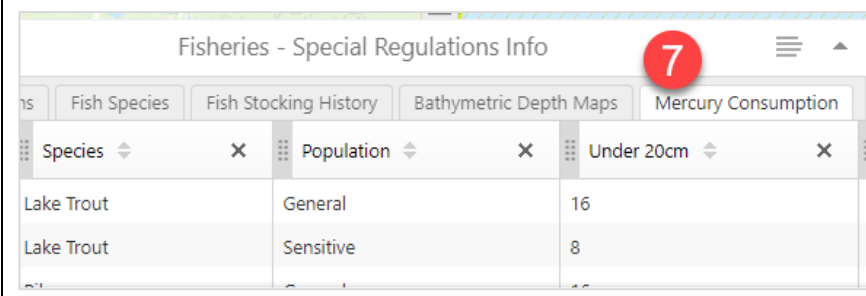 Fisheries - Special Regulations Info
7
ns Fish Species Fish Stocking History Bathymetric Depth Maps Mercury Consumption
Species Population Under 20cm
Lake Trout General 16
Lake Trout Sensitive 8